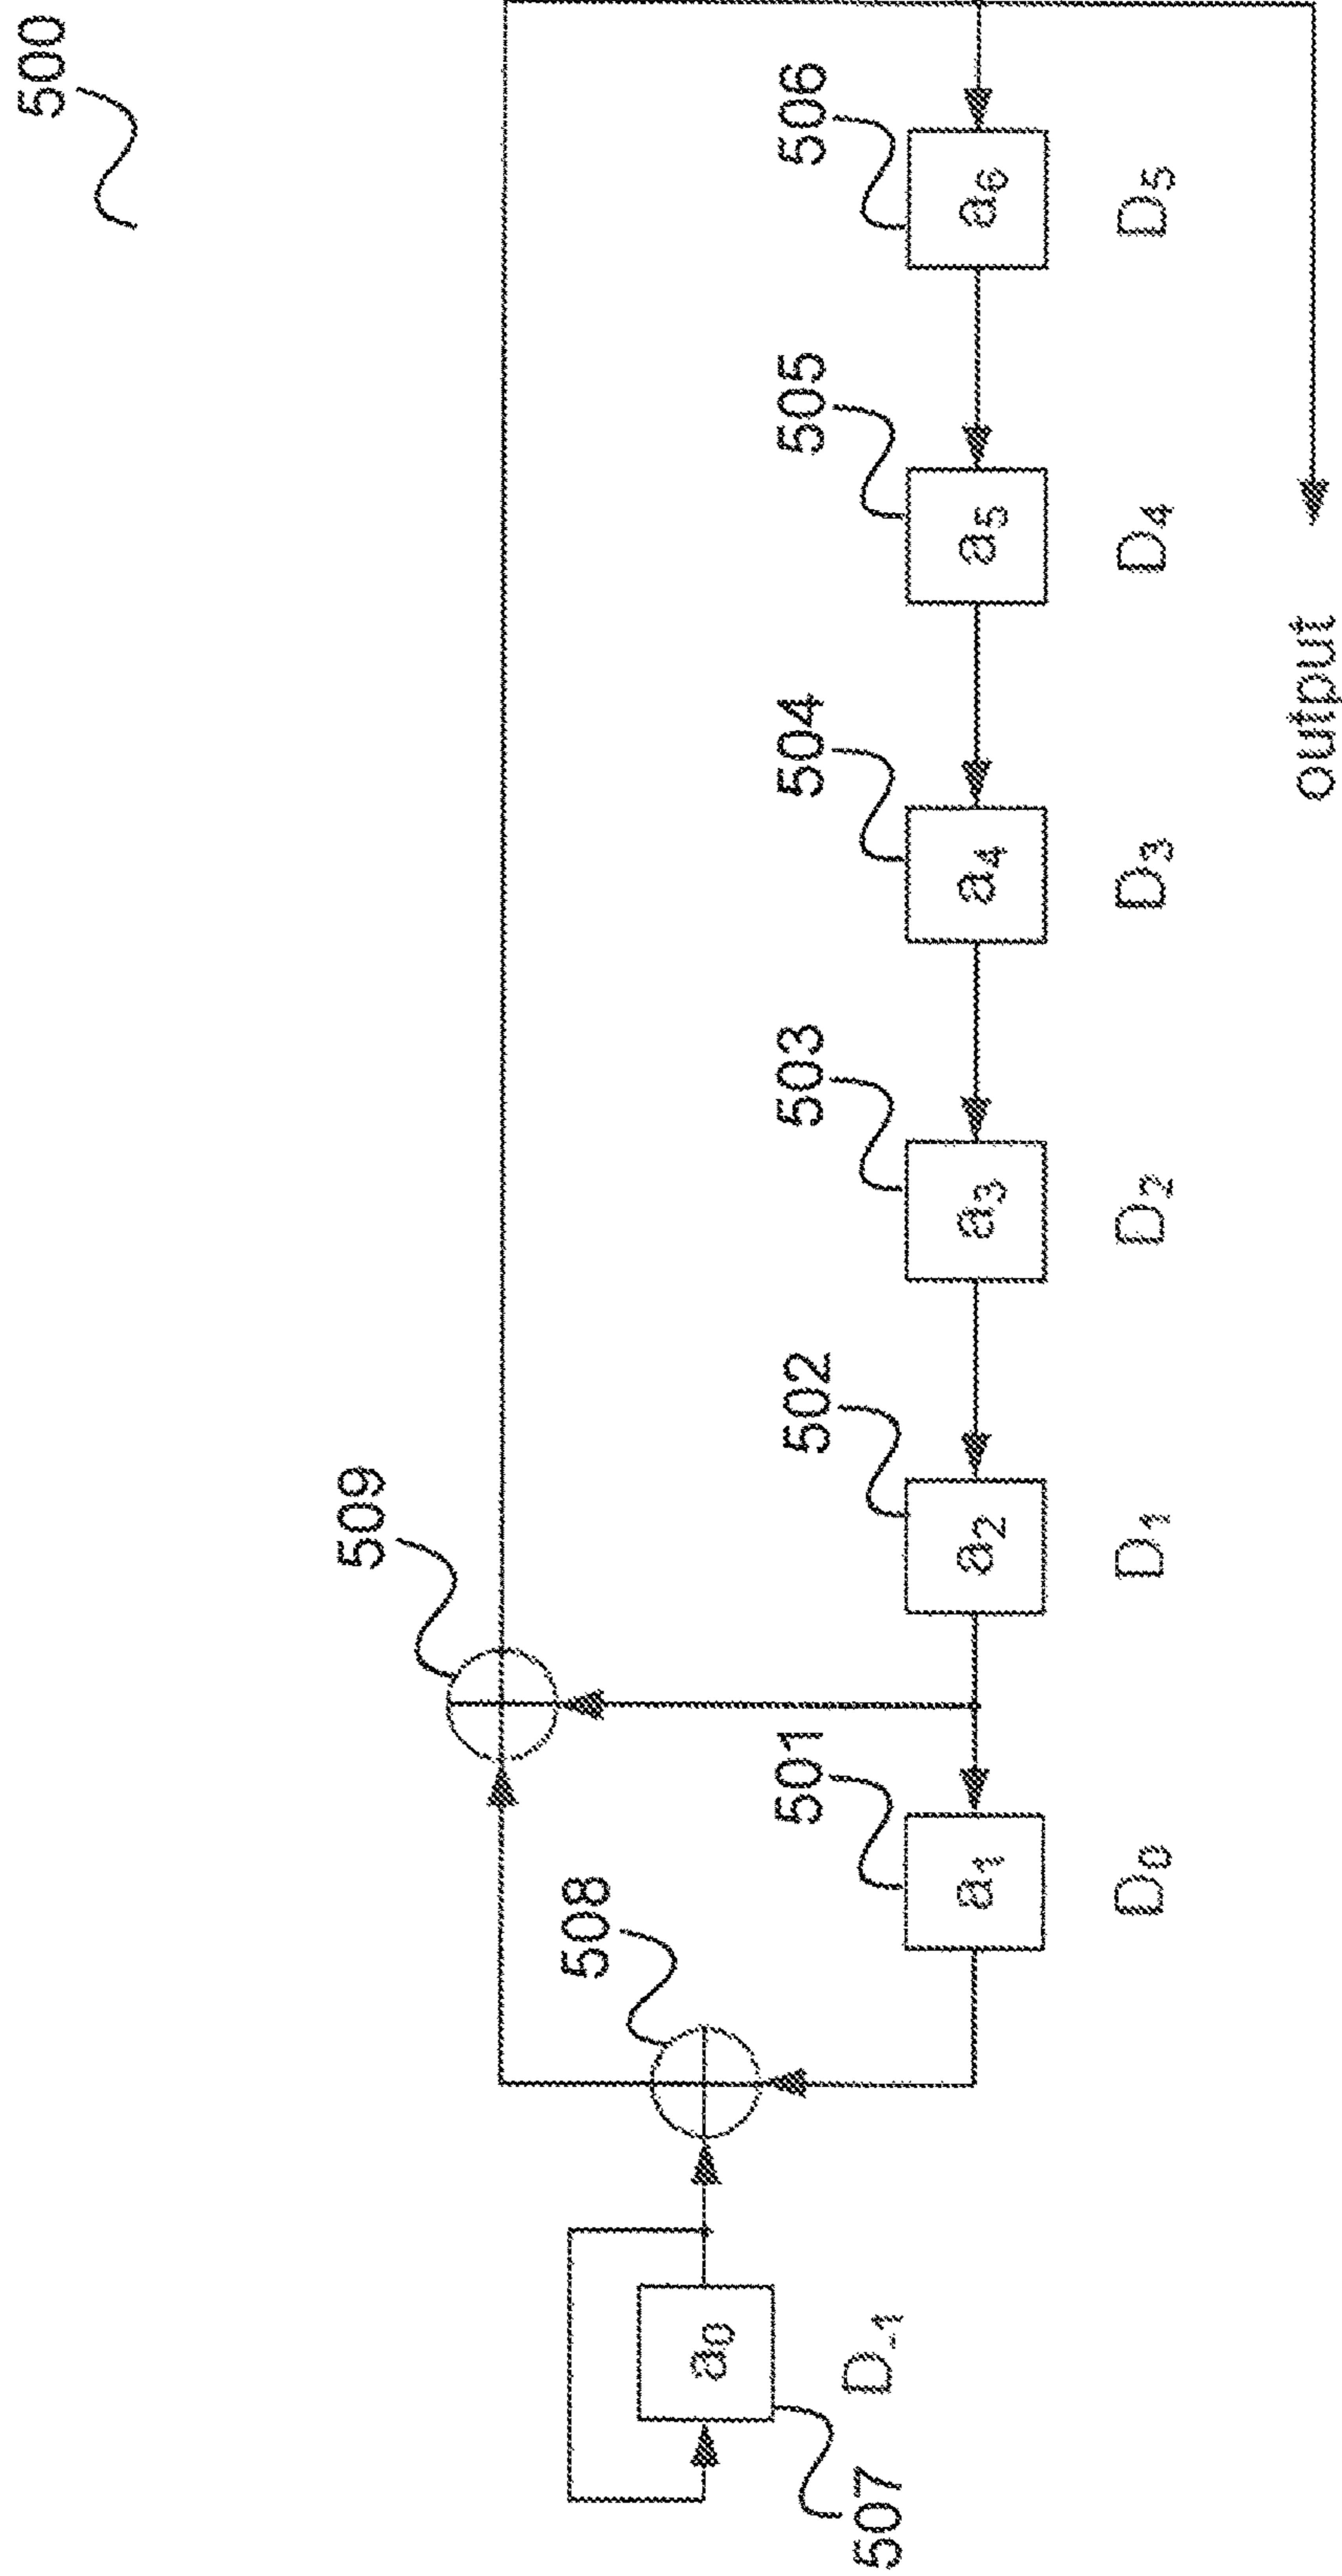 500
509
508
507
a₀
D₋₁
501
502
503
504
505
506
a₁
a₂
a₃
a₄
a₅
a₆
D₀
D₁
D₂
D₃
D₄
D₅
output